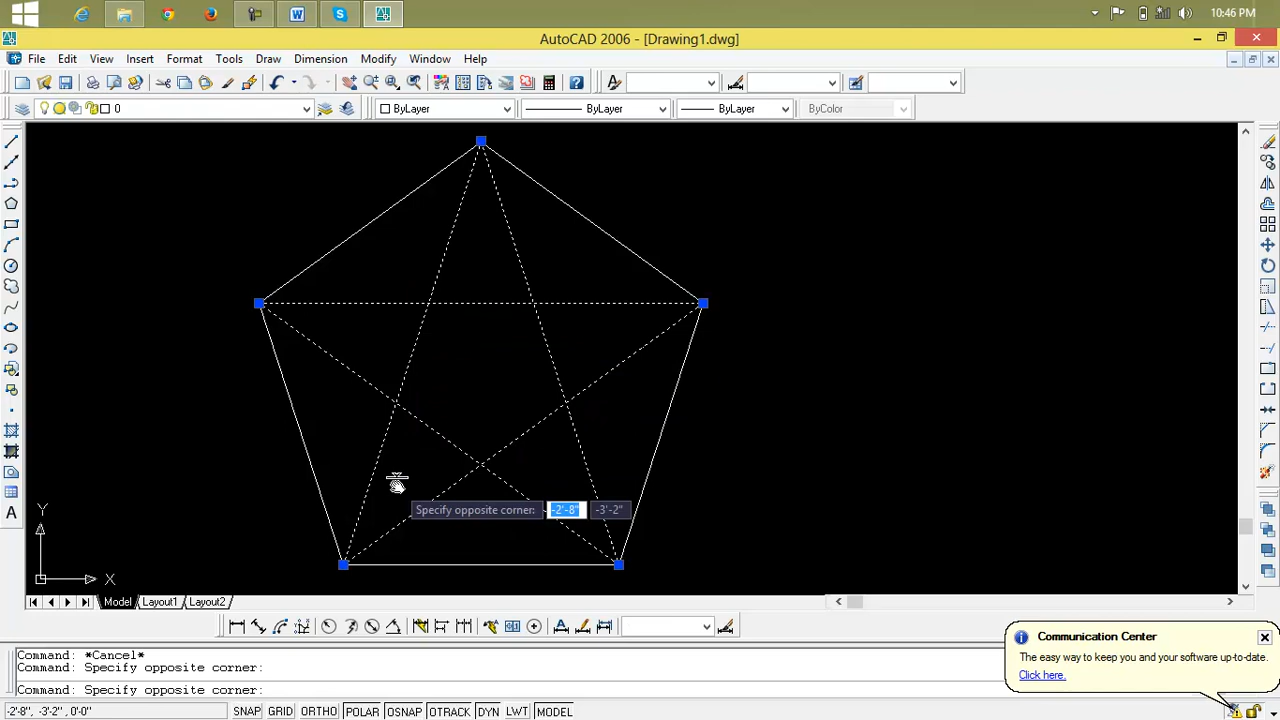 10:46 PM
AutoCAD 2006 - [Drawing1.dwg]
File Edit View Insert Format Tools Draw Dimension Modify Window Help
0 ByLayer ByLayer ByLayer ByColor
Specify opposite corner: -2'-8" -3'-2"
Y
X
Model Layout1 Layout2
Communication Center
The easy way to keep you and your software up-to-date.
Click here.
Command: *Cancel*
Command: Specify opposite corner:
Command: Specify opposite corner:
-2'-8", -3'-2" ,0'-0" SNAP GRID ORTHO POLAR OSNAP OTRACK DYN LWT MODEL